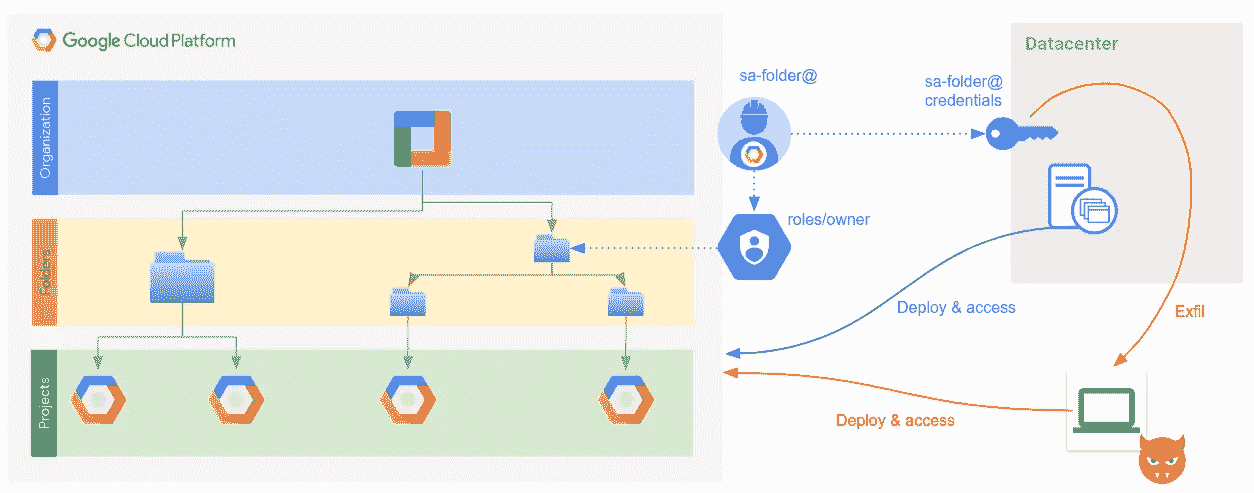 Google Cloud Platform
Organization
Folders
Projects
sa-folder@
roles/owner
sa-folder@
credentials
Datacenter
Deploy & access
Exfil
Deploy & access